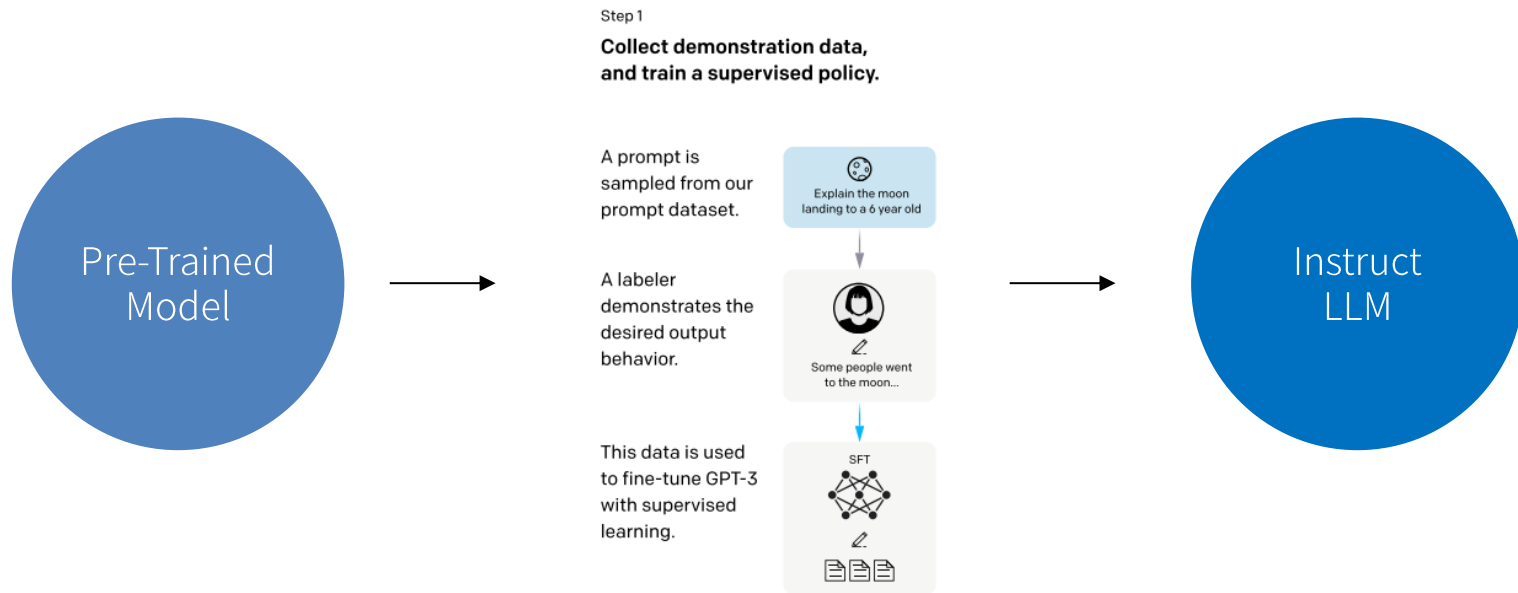 Pre-Trained
Model
Step 1
Collect demonstration data,
and train a supervised policy.
A prompt is
sampled from our
prompt dataset.
Explain the moon
landing to a 6 year old
A labeler
demonstrates the
desired output
behavior.
Some people went
to the moon...
This data is used
to fine-tune GPT-3
with supervised
learning.
SFT
Instruct
LLM